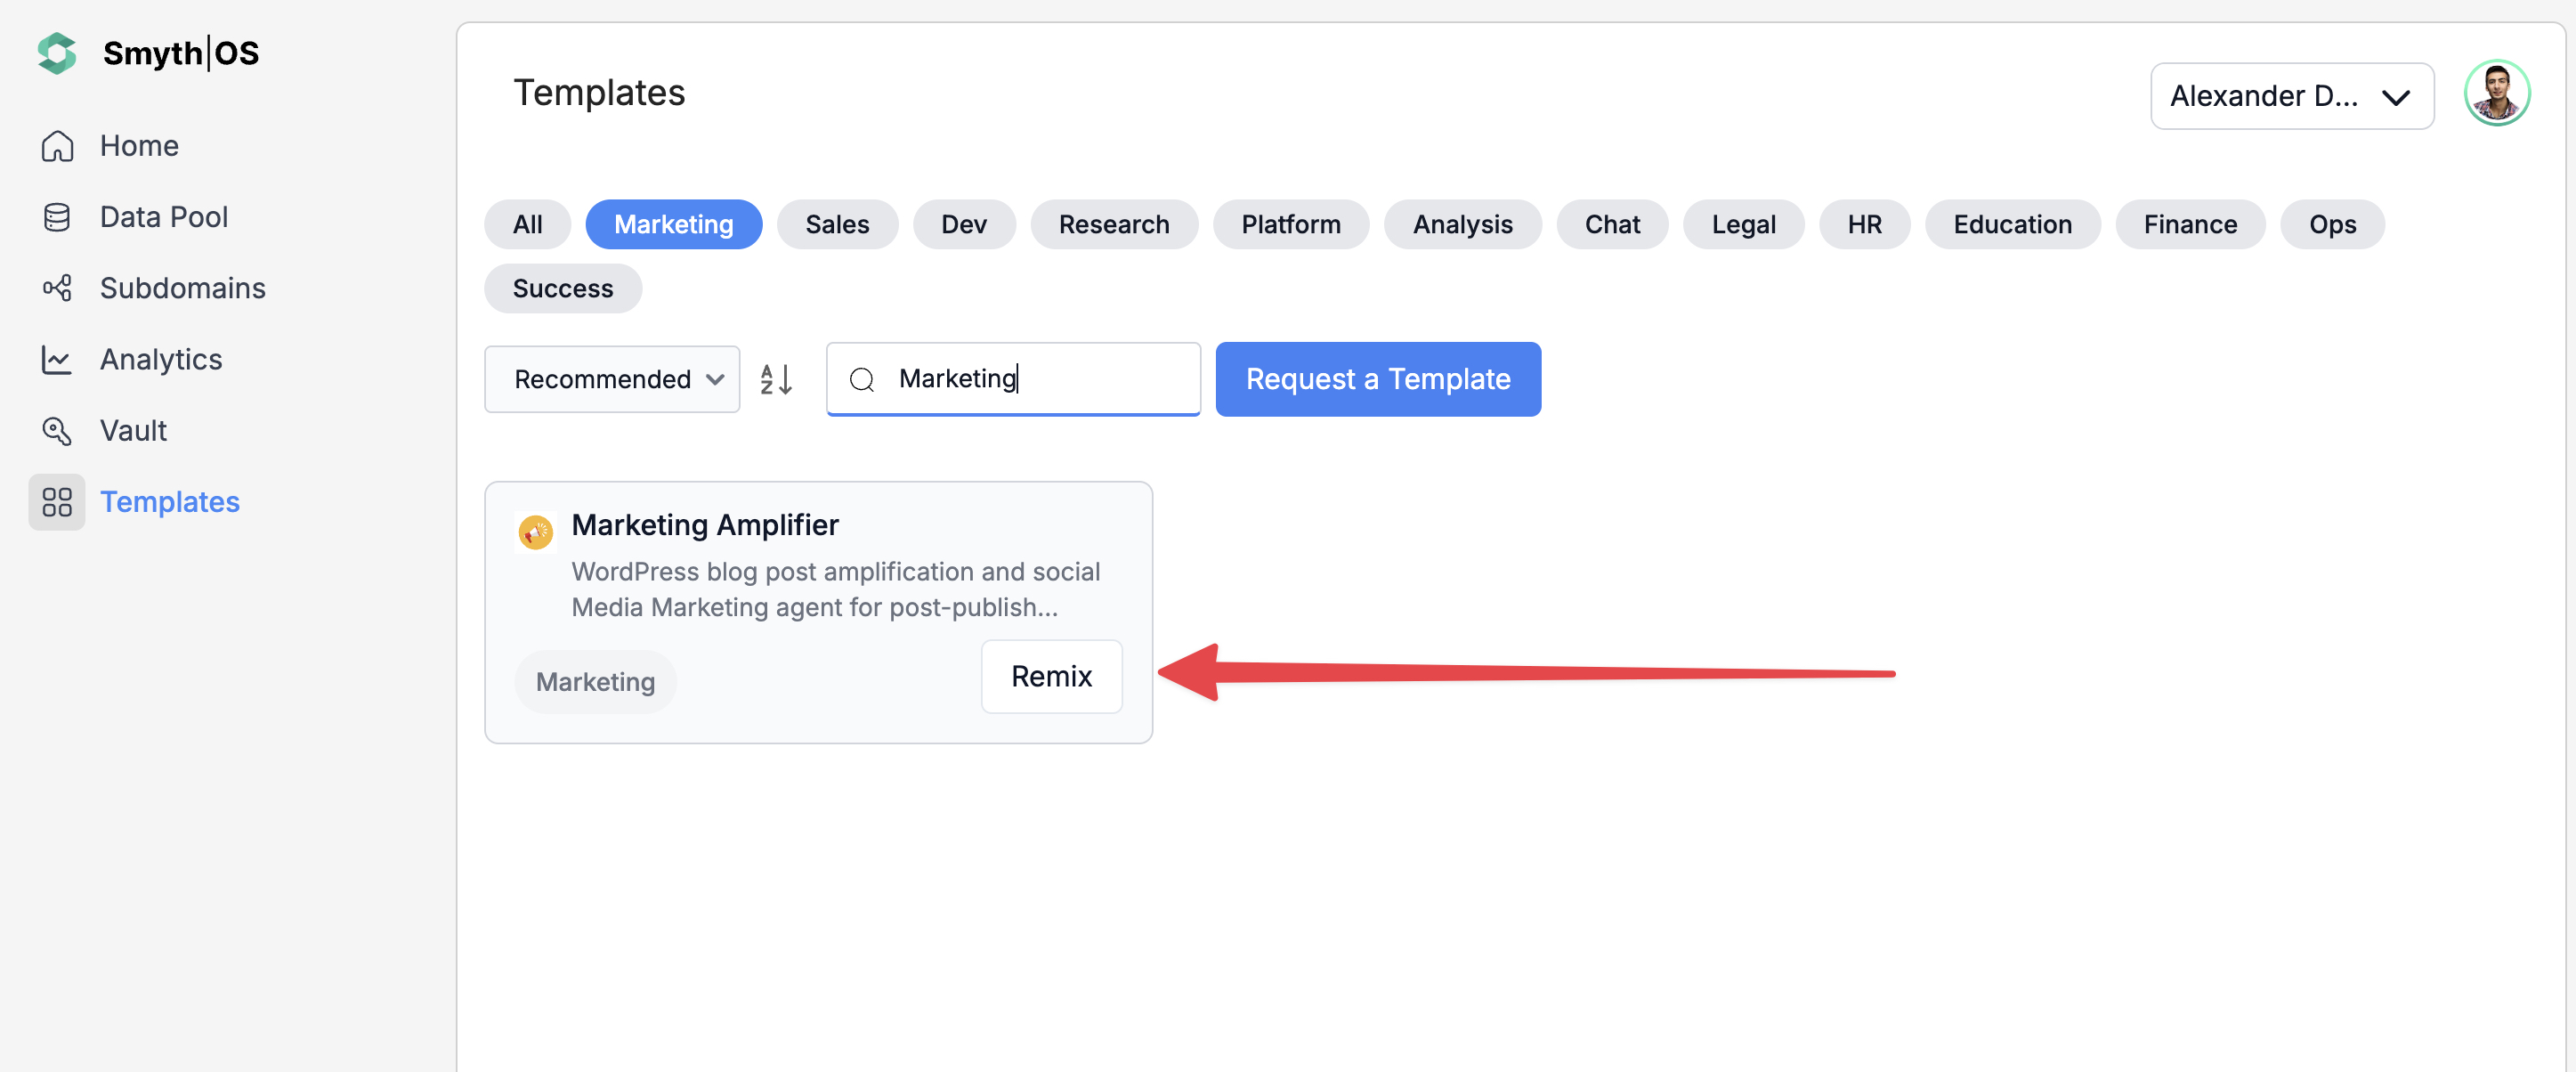 Smyth|OS
Home
Data Pool
Subdomains
Analytics
Vault
Templates
Templates
Alexander D...
All
Marketing
Sales
Dev
Research
Platform
Analysis
Chat
Legal
HR
Education
Finance
Ops
Success
Recommended
A
Z
Marketing
Request a Template
Marketing Amplifier
WordPress blog post amplification and social
Media Marketing agent for post-publish...
Marketing
Remix